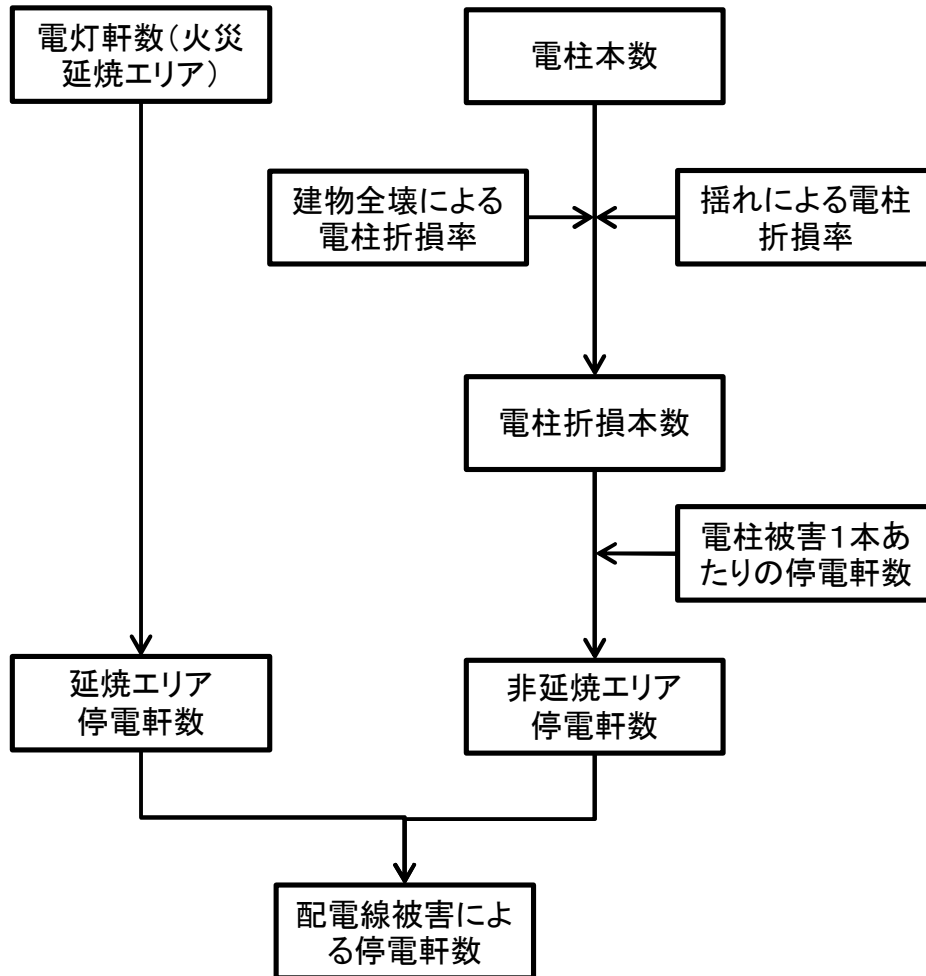 電灯軒数（火災
延焼エリア）
電柱本数
建物全壊による
電柱折損率
揺れによる電柱
折損率
電柱折損本数
電柱被害１本あ
たりの停電軒数
延焼エリア
停電軒数
非延焼エリア
停電軒数
配電線被害によ
る停電軒数